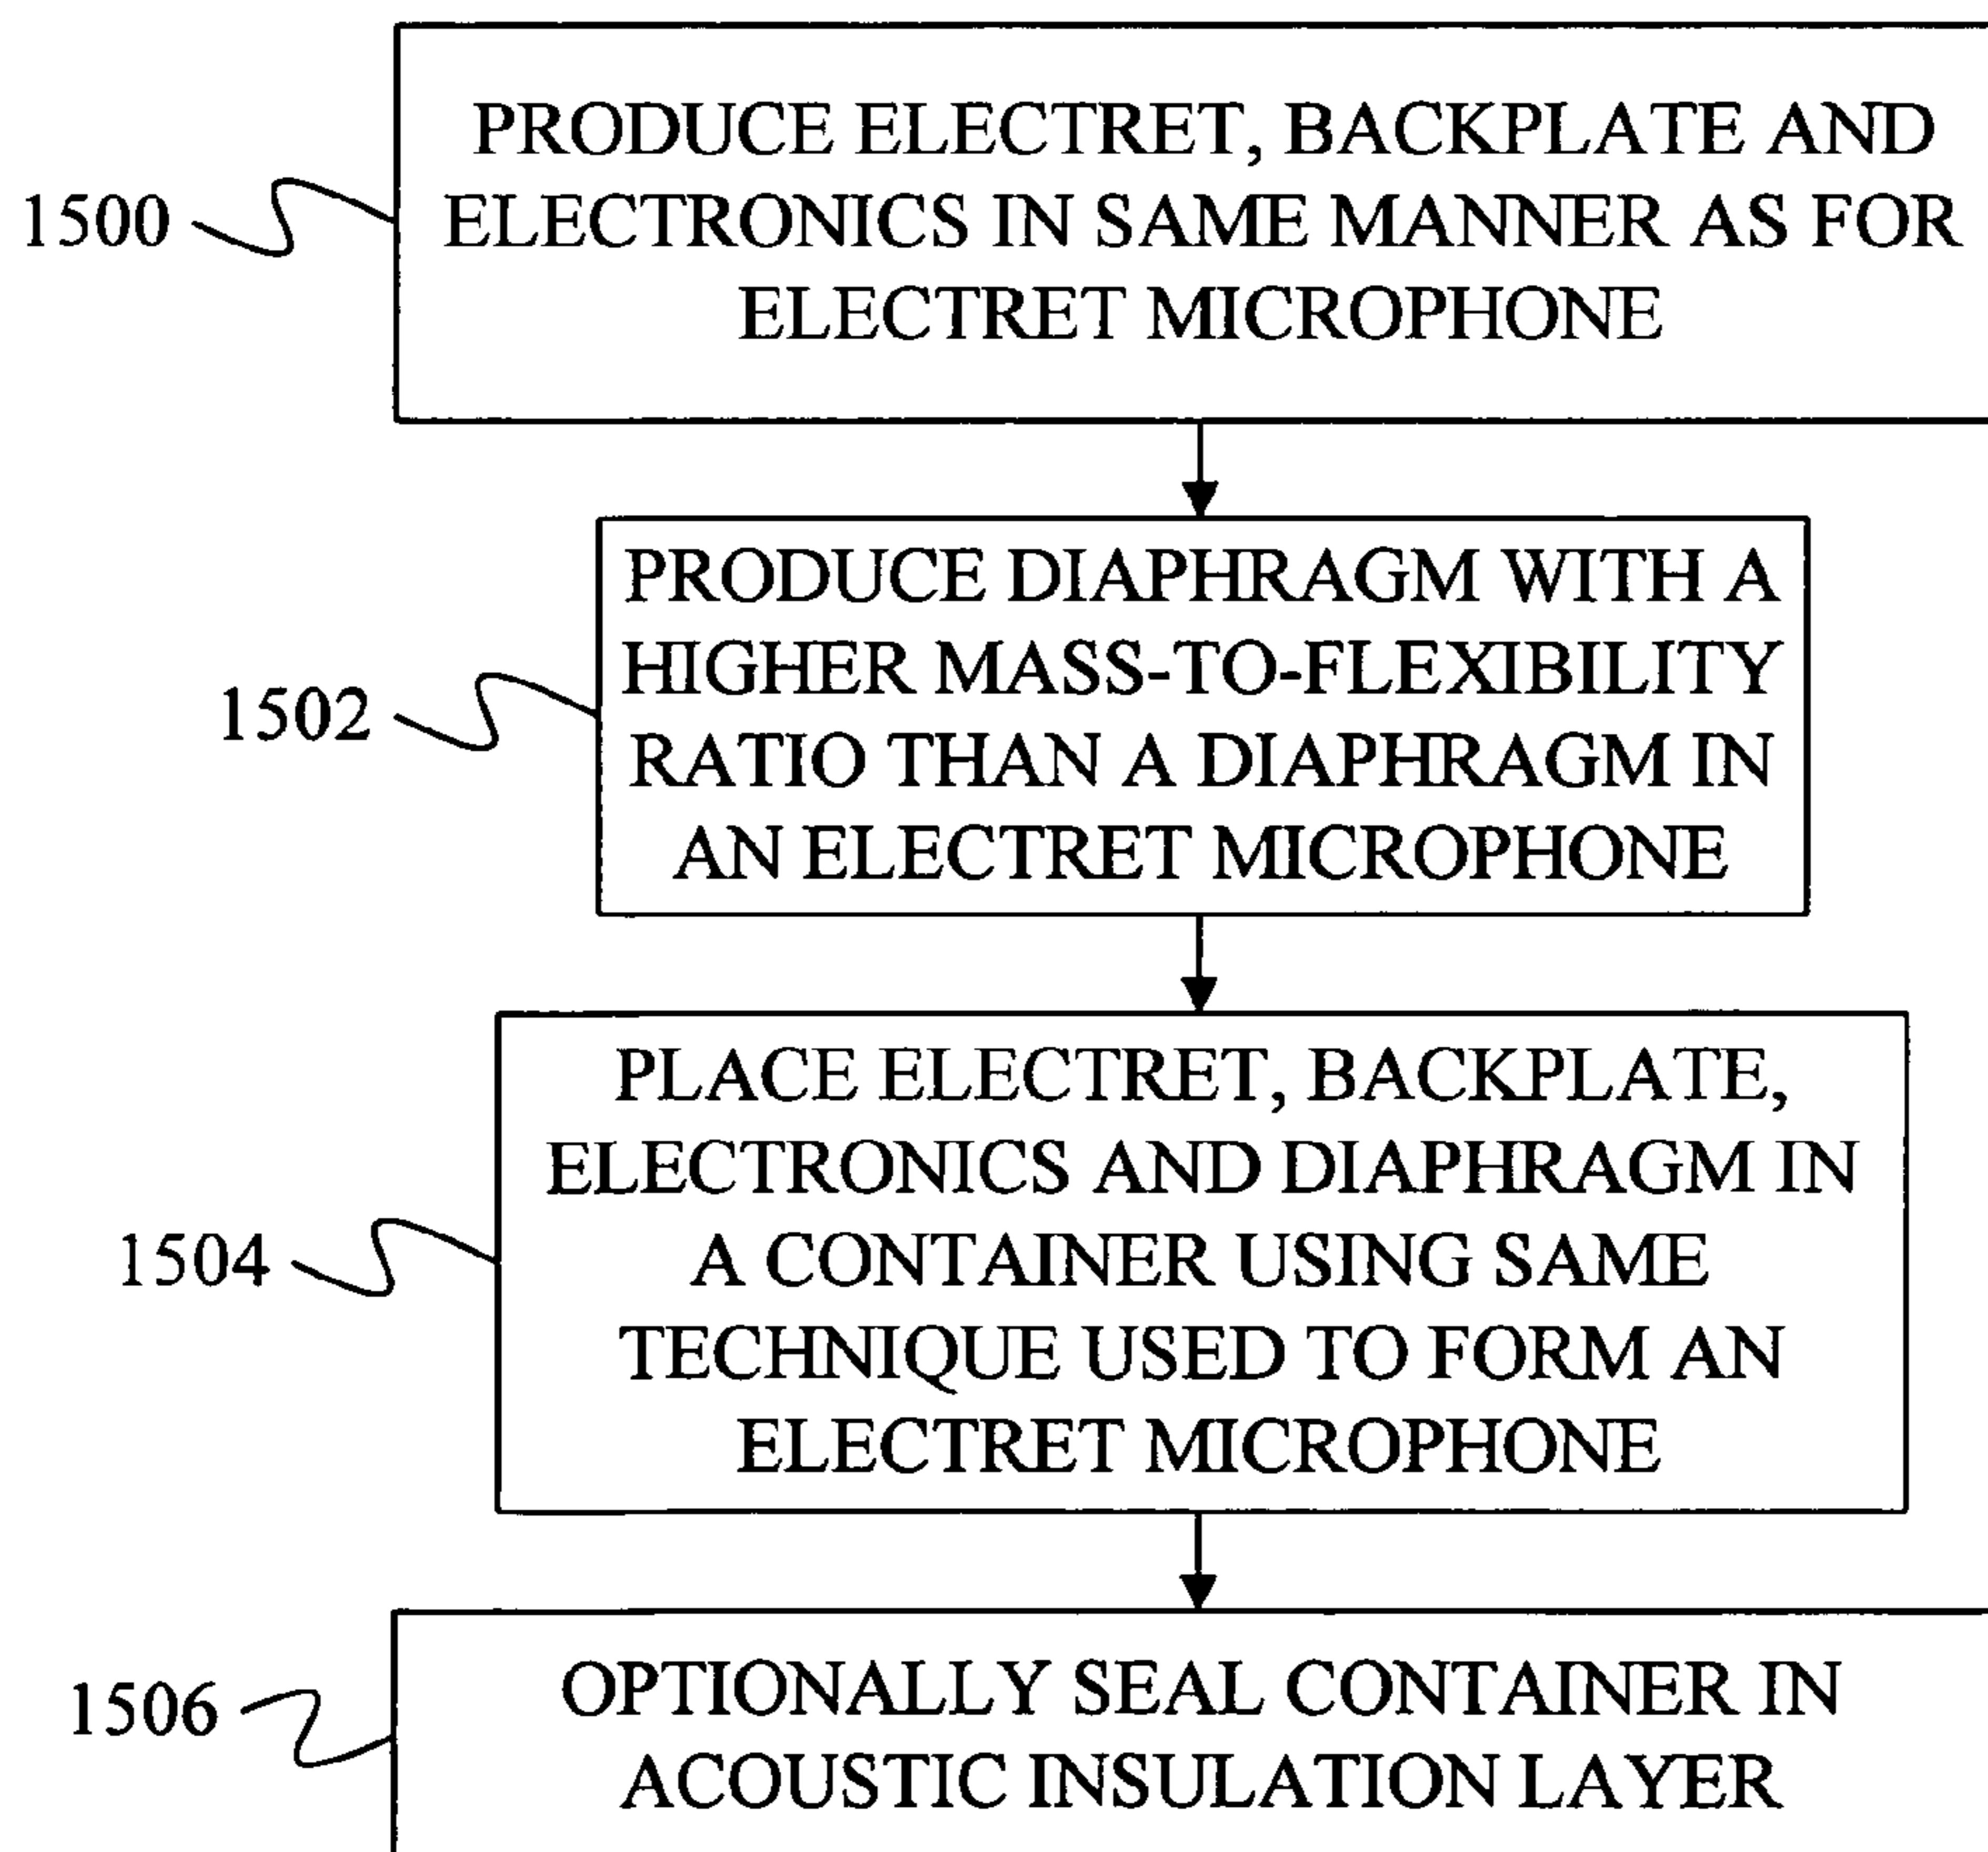 PRODUCE ELECTRET, BACKPLATE AND
1500
ELECTRONICS IN SAME MANNER AS FOR
ELECTRET MICROPHONE
PRODUCE DIAPHRAGM WITH A
HIGHER MASS-TO-FLEXIBILITY
1502
RATIO THAN A DIAPHRAGM IN
AN ELECTRET MICROPHONE
PLACE ELECTRET, BACKPLATE,
ELECTRONICS AND DIAPHRAGM IN
1504
A CONTAINER USING SAME
TECHNIQUE USED TO FORM AN
ELECTRET MICROPHONE
1506
OPTIONALLY SEAL CONTAINER IN
ACOUSTIC INSULATION LAYER